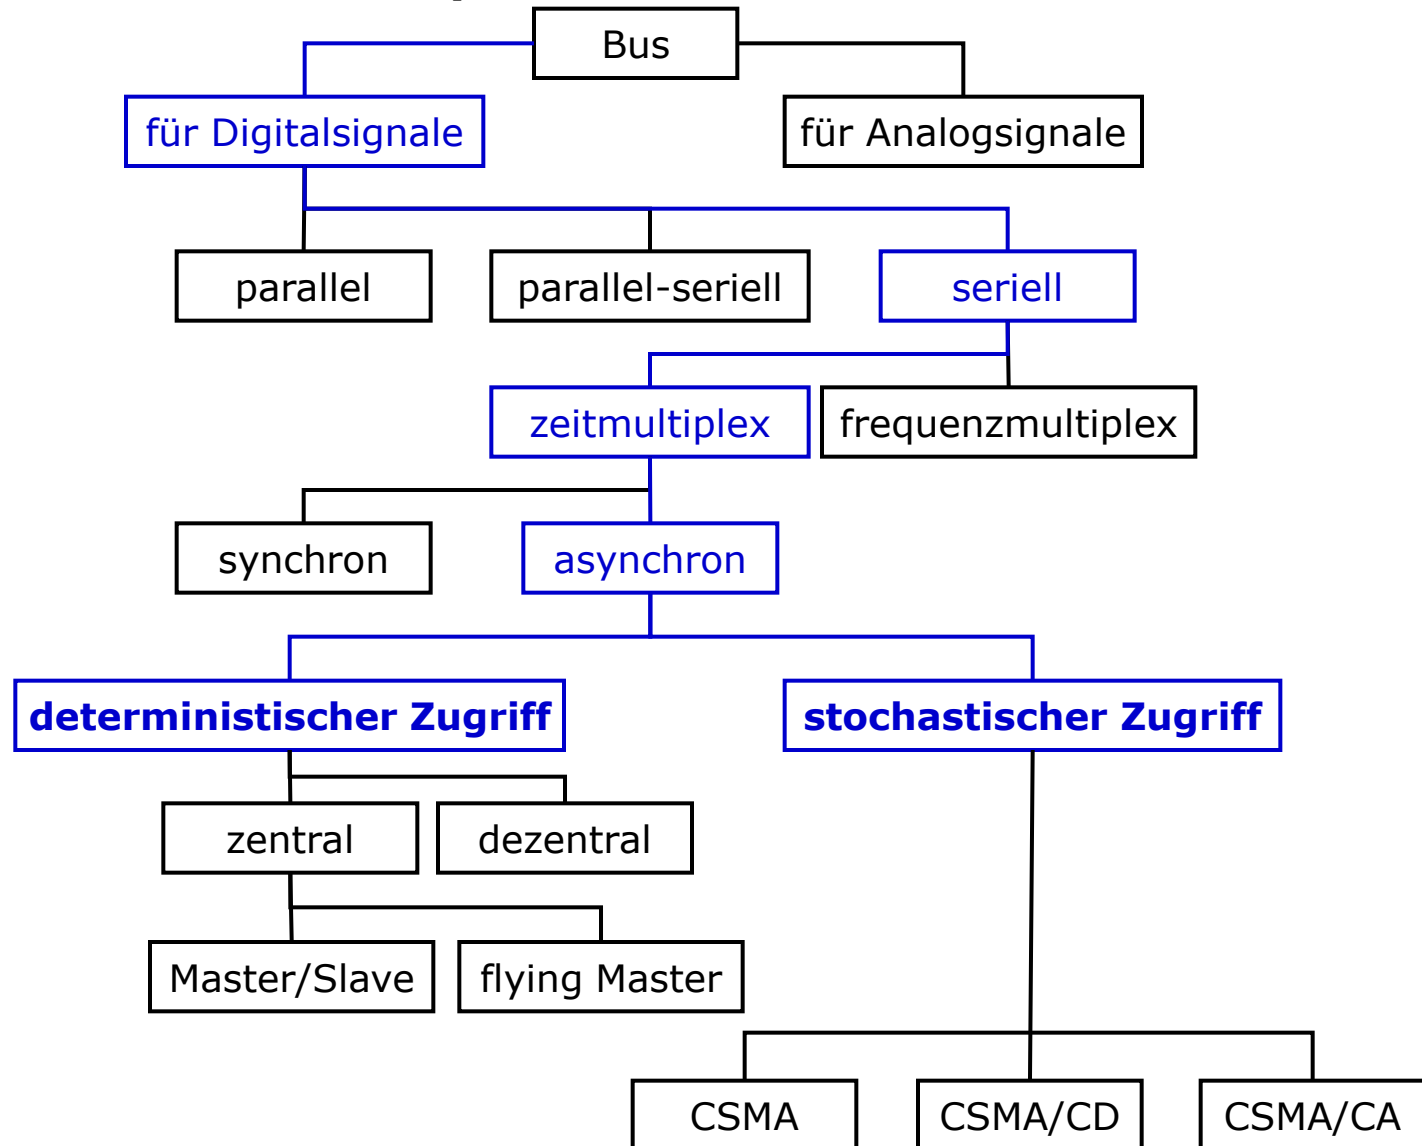 Bus
für Digitalsignale
für Analogsignale
parallel
parallel-seriell
seriell
zeitmultiplex
frequenzmultiplex
synchron
asynchron
deterministischer Zugriff
stochastischer Zugriff
zentral
dezentral
Master/Slave
flying Master
CSMA
CSMA/CD
CSMA/CA